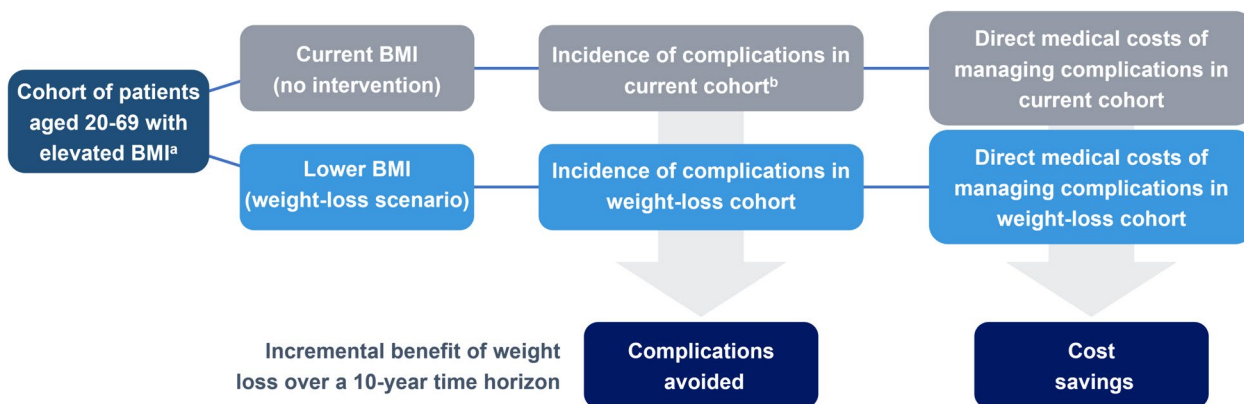 Cohort of patients
aged 20-69 with
elevated BMIᵃ
Current BMI
(no intervention)
Incidence of complications in
current cohortᵇ
Direct medical costs of
managing complications in
current cohort
Lower BMI
(weight-loss scenario)
Incidence of complications in
weight-loss cohort
Direct medical costs of
managing complications in
weight-loss cohort
Incremental benefit of weight
loss over a 10-year time horizon
Complications
avoided
Cost
savings